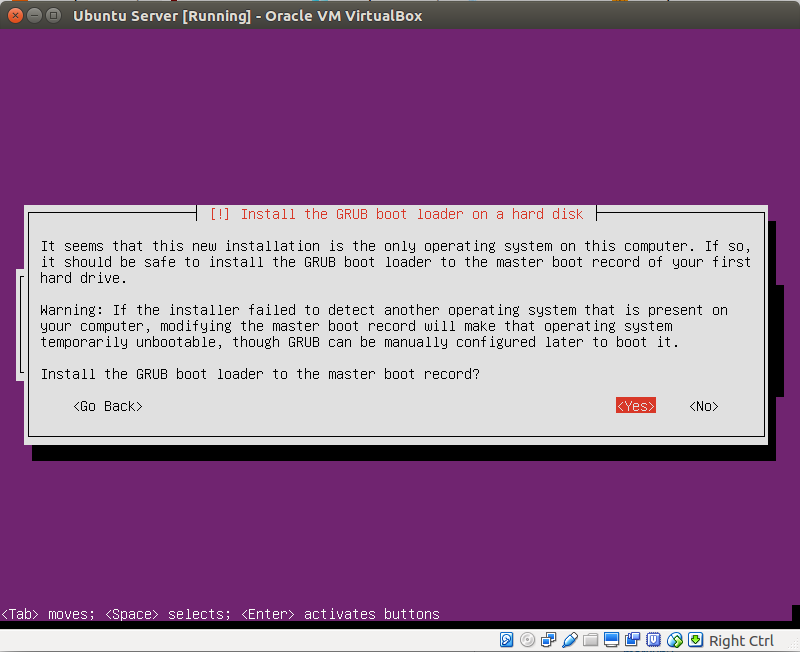 Ubuntu Server [Running] - Oracle VM VirtualBox
[!] Install the GRUB boot loader on a hard disk
It seems that this new installation is the only operating system on this computer. If so,
it should be safe to install the GRUB boot loader to the master boot record of your first
hard drive.
Warning: If the installer failed to detect another operating system that is present on
your computer, modifying the master boot record will make that operating system
temporarily unbootable, though GRUB can be manually configured later to boot it.
Install the GRUB boot loader to the master boot record?
<Go Back> <Yes> <No>
<Tab> moves; <Space> selects; <Enter> activates buttons
Right Ctrl